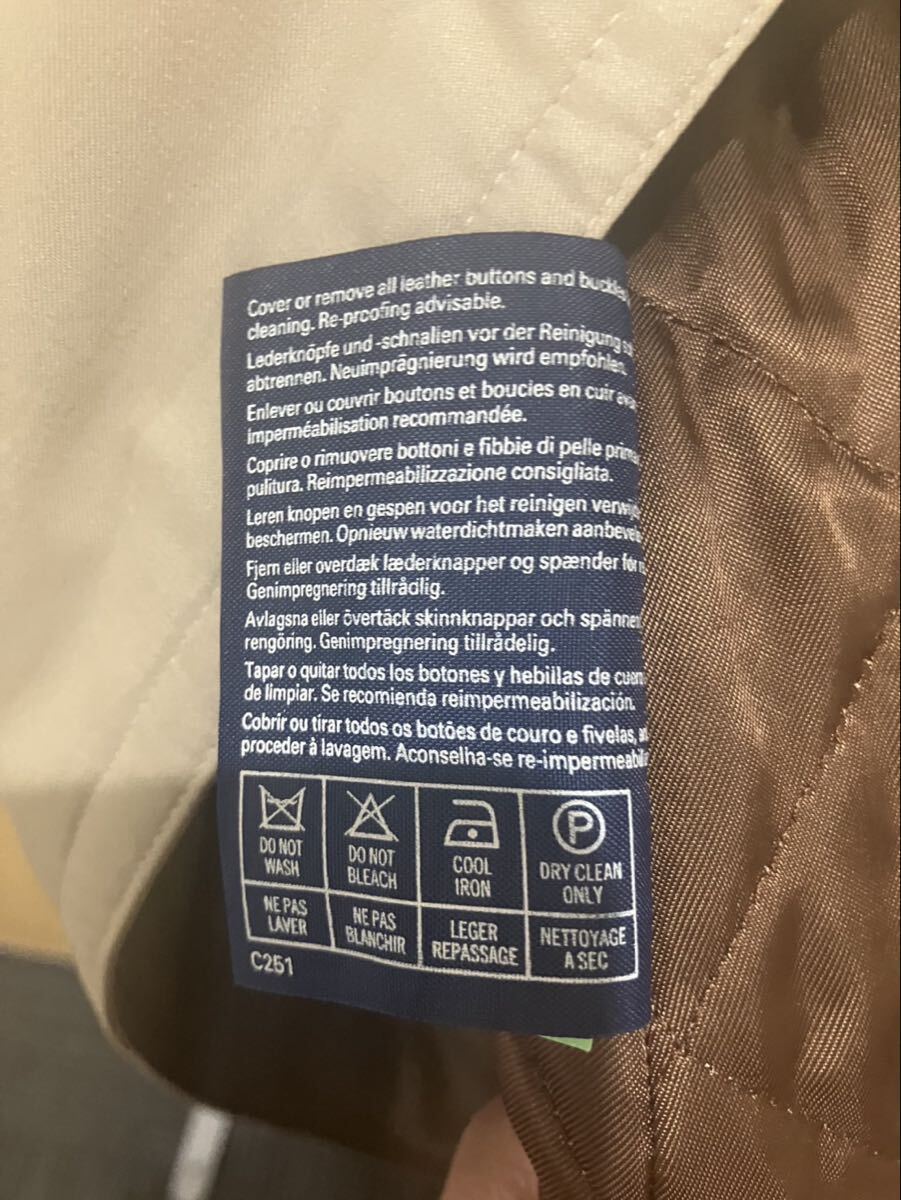 Cover or remove all leather buttons and buckles
cleaning. Re-proofing advisable.
Lederknöpfe und -schnallen vor der Reinigung
abtrennen. Neuimprägnierung wird empfohlen.
Enlever ou couvrir boutons et boucles en cuir
imperméabilisation recommandée.
Coprire o rimuovere bottoni e fibbie di pelle prima
pulitura. Reimpermeabilizzazione consigliata.
Leren knopen en gespen voor het reinigen
beschermen. Opnieuw waterdichtmaken
Fjern eller overdæk læderknapper og spænder
Genimpregnering tillrådlig.
Avlagsna eller övertäck skinnknappar och
rengöring. Genimpregnering tillrådelig.
Tapar o quitar todos los botones y hebillas de
de limpiar. Se recomienda reimpermeabilización.
Cobrir ou tirar todos os botões de couro e fivelas,
proceder à lavagem. Aconselha-se
P
DO NOT
WASH
DO NOT
BLEACH
COOL
IRON
DRY CLEAN
ONLY
NE PAS
LAVER
NE PAS
BLANCHIR
LEGER
REPASSAGE
NETTOYAGE
A SEC
C251